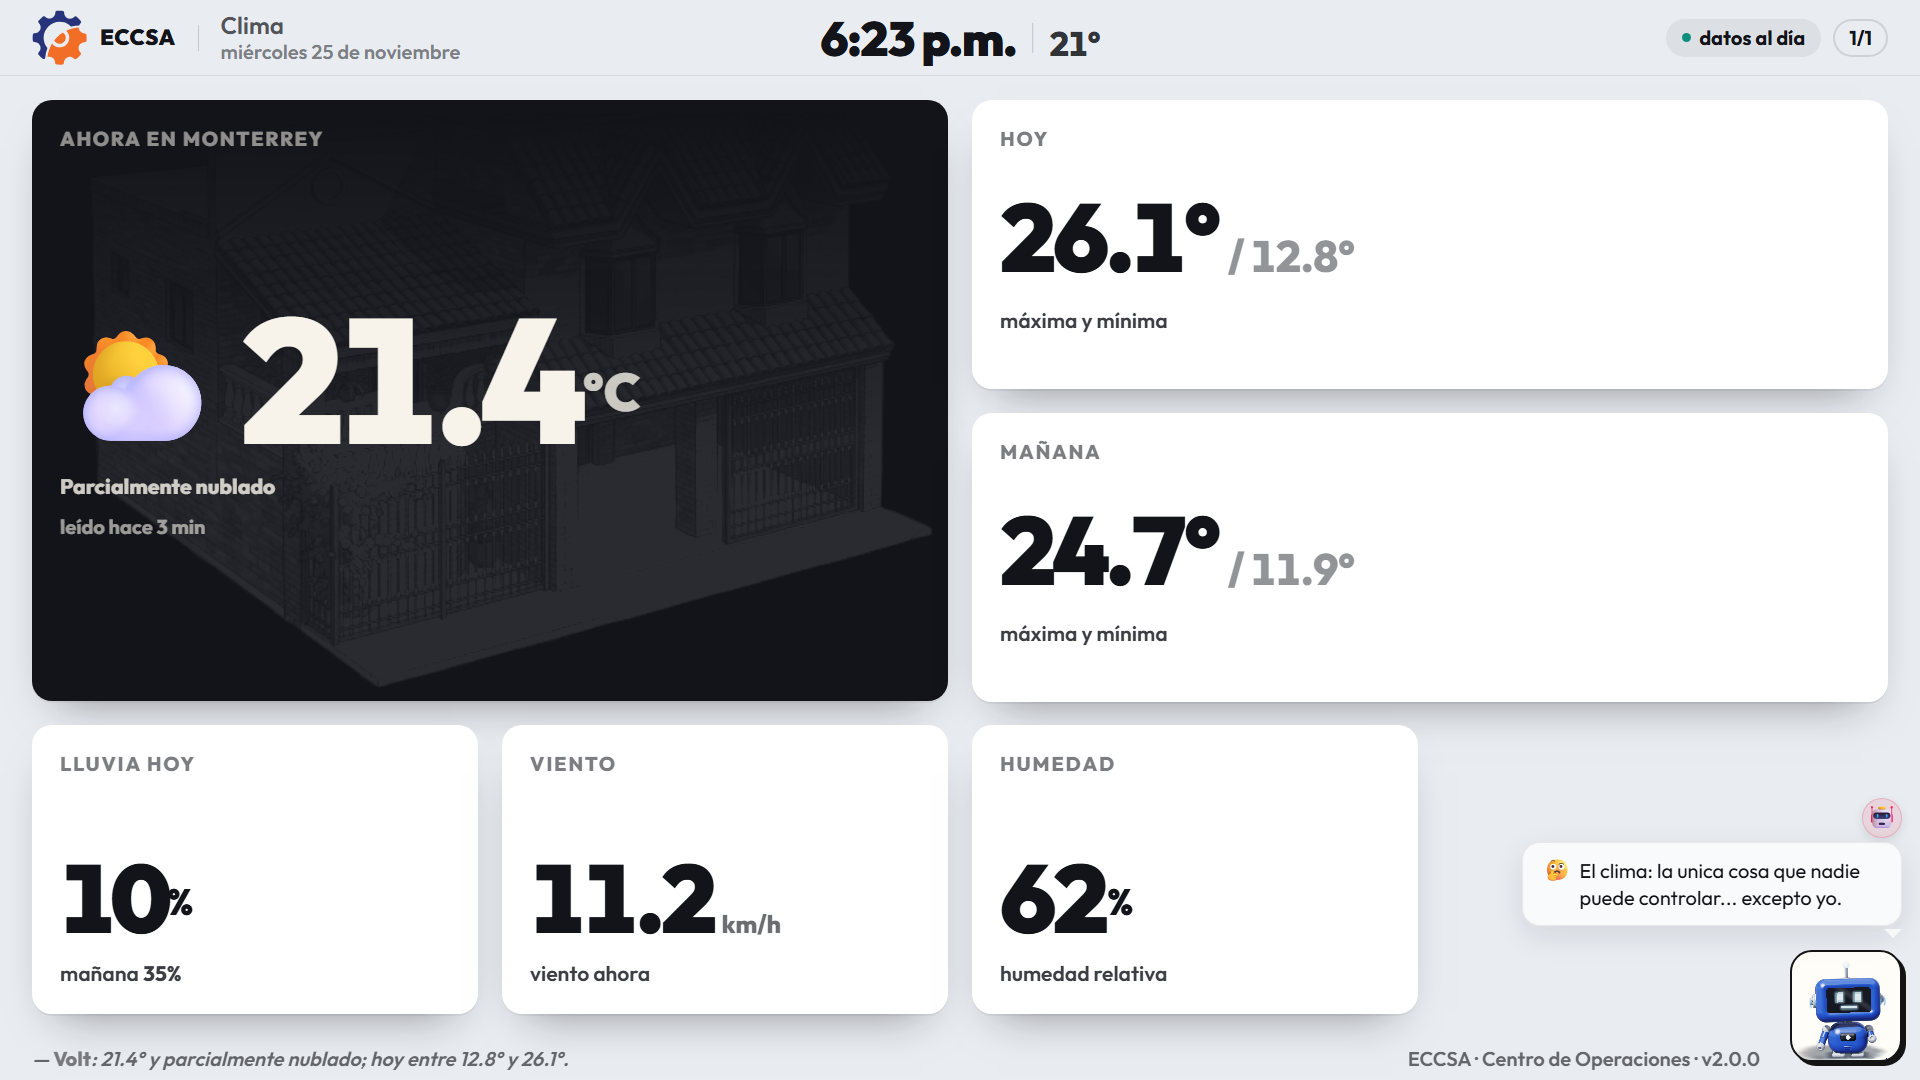 ECCSA
Clima
miércoles 25 de noviembre
6:23 p.m.
21°
datos al día
1/1
AHORA EN MONTERREY
21.4°C
Parcialmente nublado
leído hace 3 min
HOY
26.1° / 12.8°
máxima y mínima
MAÑANA
24.7° / 11.9°
máxima y mínima
LLUVIA HOY
10%
mañana 35%
VIENTO
11.2 km/h
viento ahora
HUMEDAD
62%
humedad relativa
El clima: la unica cosa que nadie
puede controlar... excepto yo.
— Volt: 21.4° y parcialmente nublado; hoy entre 12.8° y 26.1°.
ECCSA · Centro de Operaciones · v2.0.0